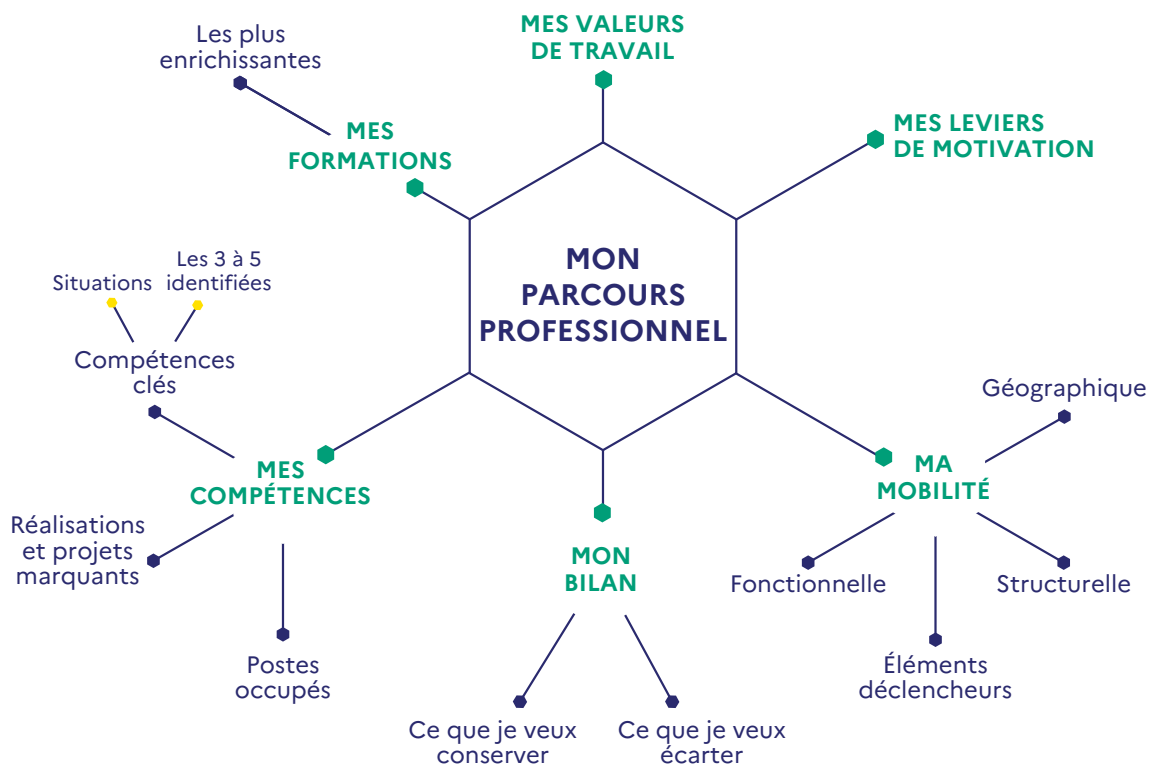 MES VALEURS
DE TRAVAIL
Les plus
enrichissantes
MES
FORMATIONS
MES LEVIERS
DE MOTIVATION
MON
PARCOURS
PROFESSIONNEL
Situations
Les 3 à 5
identifiées
Compétences
clés
MES
COMPÉTENCES
Réalisations
et projets
marquants
Postes
occupés
MON
BILAN
Ce que je veux
conserver
Ce que je veux
écarter
Géographique
MA
MOBILITÉ
Fonctionnelle
Structurelle
Éléments
déclencheurs